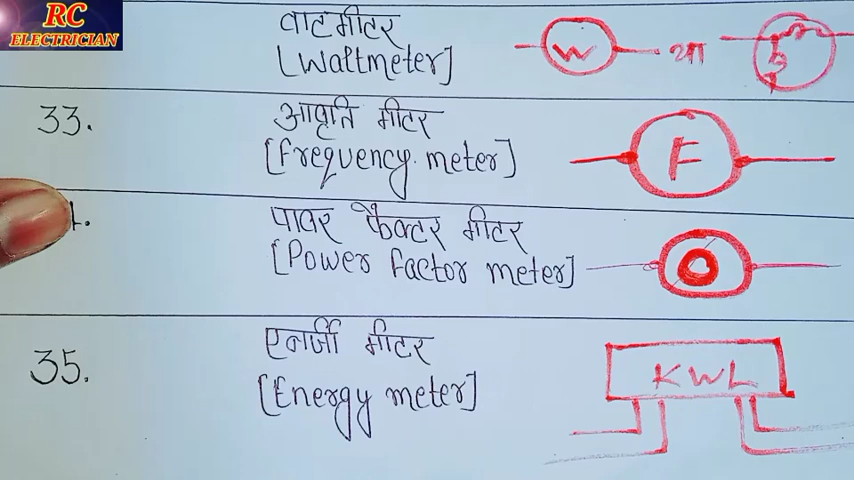 RC
ELECTRICIAN
वाटमीटर
[Wattmeter]
W
या
33.
आवृति मीटर
[Frequency meter]
F
पावर फैक्टर मीटर
[Power factor meter]
35.
एनर्जी मीटर
[Energy meter]
KWL